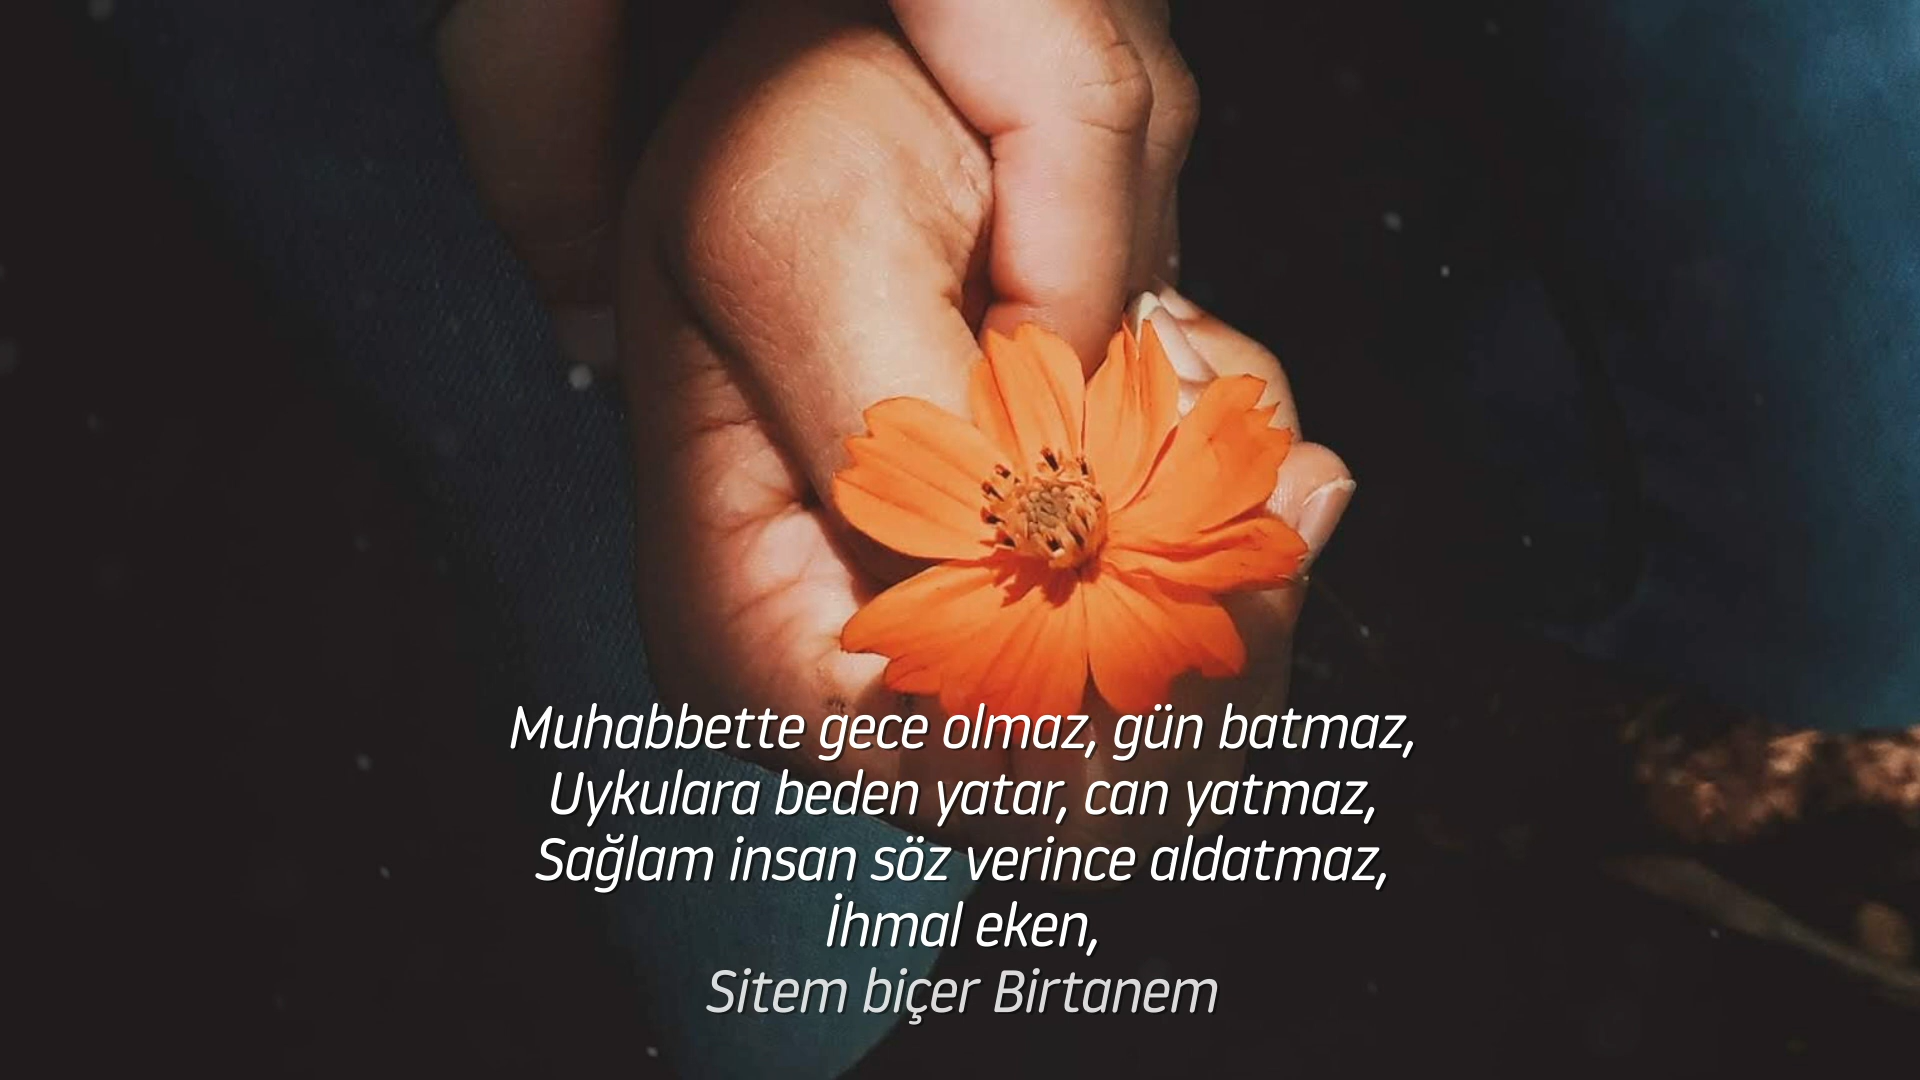 Muhabbette gece olmaz, gün batmaz,
Uykulara beden yatar, can yatmaz,
Sağlam insan söz verince aldatmaz,
İhmal eken,
Sitem biçer Birtanem